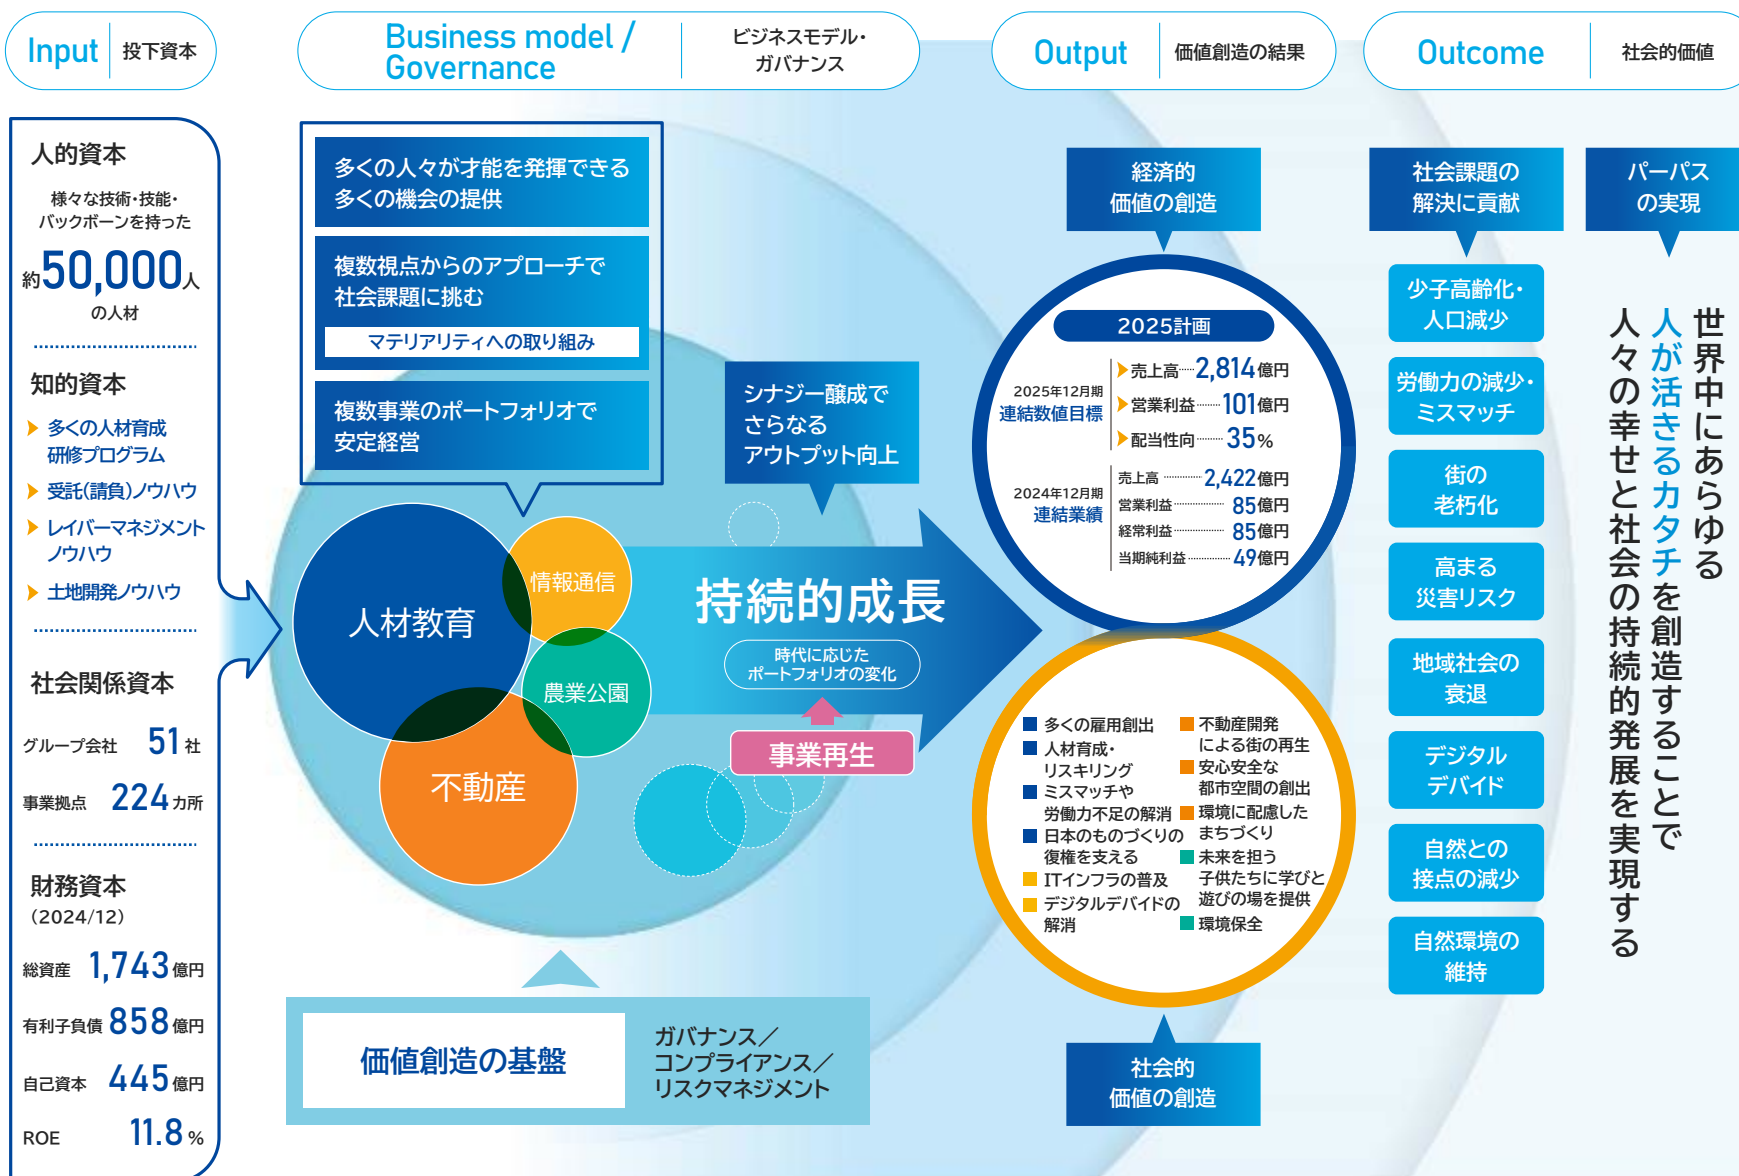 Input
投下資本
Business model /
Governance
ビジネスモデル・
ガバナンス
Output
価値創造の結果
Outcome
社会的価値
人的資本
様々な技術・技能・
バックボーンを持った
約50,000人
の人材
知的資本
多くの人材育成
研修プログラム
受託(請負)ノウハウ
レイバーマネジメント
ノウハウ
土地開発ノウハウ
社会関係資本
グループ会社 51社
事業拠点 224カ所
財務資本
(2024/12)
総資産 1,743億円
有利子負債 858億円
自己資本 445億円
ROE 11.8%
多くの人々が才能を発揮できる
多くの機会の提供
複数視点からのアプローチで
社会課題に挑む
マテリアリティへの取り組み
複数事業のポートフォリオで
安定経営
人材教育
情報通信
農業公園
不動産
シナジー醸成で
さらなる
アウトプット向上
持続的成長
時代に応じた
ポートフォリオの変化
事業再生
価値創造の基盤
ガバナンス／
コンプライアンス／
リスクマネジメント
経済的
価値の創造
2025計画
2025年12月期
連結数値目標
売上高 2,814億円
営業利益 101億円
配当性向 35%
2024年12月期
連結業績
売上高 2,422億円
営業利益 85億円
経常利益 85億円
当期純利益 49億円
多くの雇用創出
人材育成・
リスキリング
ミスマッチや
労働力不足の解消
日本のものづくりの
復権を支える
ITインフラの普及
デジタルデバイドの
解消
不動産開発
による街の再生
安心安全な
都市空間の創出
環境に配慮した
まちづくり
未来を担う
子供たちに学びと
遊びの場を提供
環境保全
社会的
価値の創造
社会課題の
解決に貢献
少子高齢化・
人口減少
労働力の減少・
ミスマッチ
街の
老朽化
高まる
災害リスク
地域社会の
衰退
デジタル
デバイド
自然との
接点の減少
自然環境の
維持
パーパス
の実現
世界中にあらゆる
人が活きるカタチを創造することで
人々の幸せと社会の持続的発展を実現する